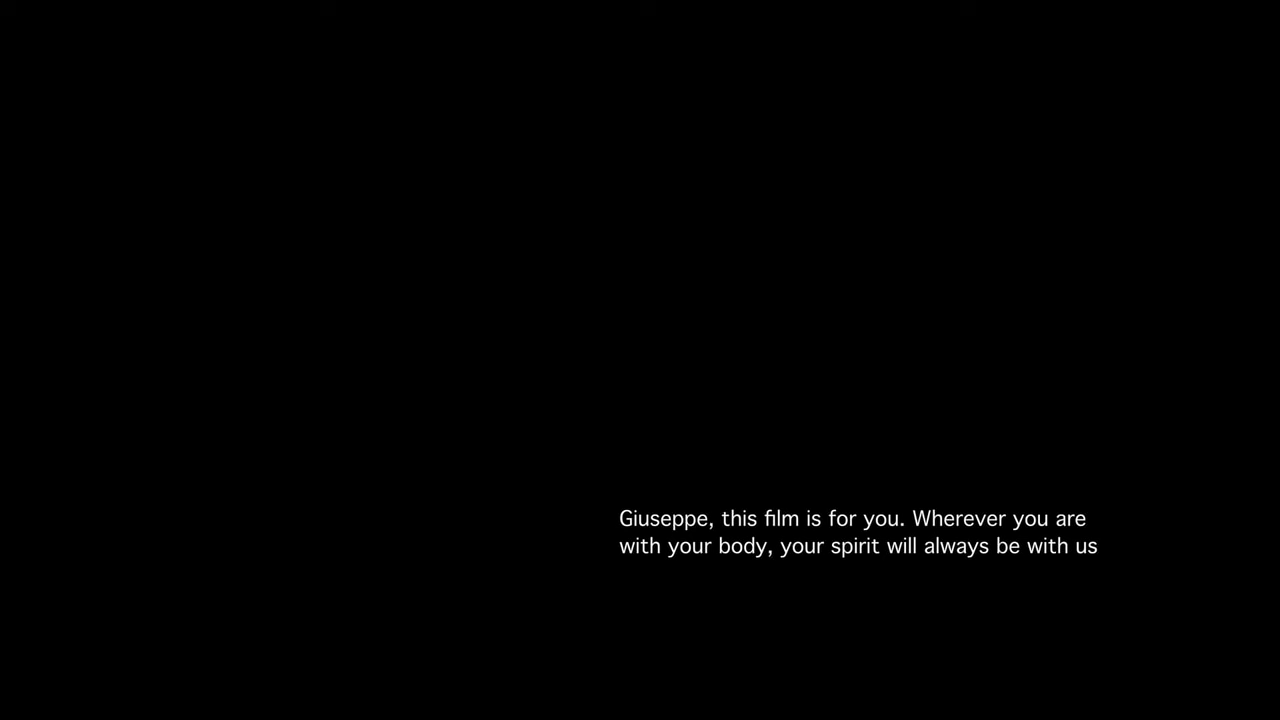 Giuseppe, this film is for you. Wherever you are
with your body, your spirit will always be with us